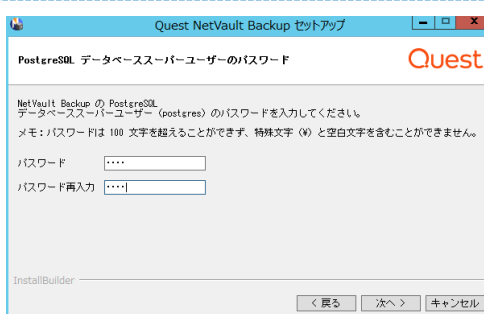 Quest NetVault Backup セットアップ
PostgreSQL データベーススーパーユーザーのパスワード
Quest
NetVault Backup の PostgreSQL
データベーススーパーユーザー (postgres) のパスワードを入力してください。
メモ：パスワードは 100 文字を超えることができず、特殊文字 (¥) と空白文字を含むことができません。
パスワード ····
パスワード再入力 ····
InstallBuilder
< 戻る 次へ > キャンセル